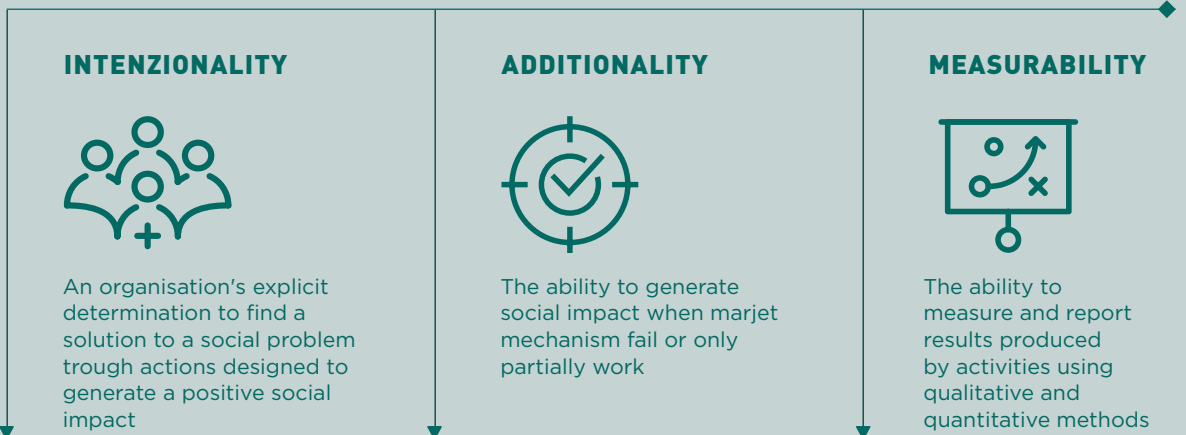 INTENZIONALITY
An organisation's explicit
determination to find a
solution to a social problem
trough actions designed to
generate a positive social
impact
ADDITIONALITY
The ability to generate
social impact when marjet
mechanism fail or only
partially work
MEASURABILITY
The ability to
measure and report
results produced
by activities using
qualitative and
quantitative methods